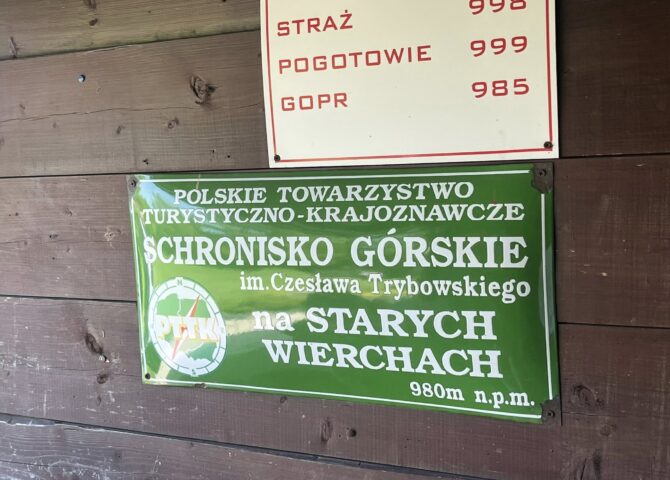 STRAŻ 998
POGOTOWIE 999
GOPR 985
POLSKIE TOWARZYSTWO
TURYSTYCZNO-KRAJOZNAWCZE
SCHRONISKO GÓRSKIE
im.Czesława Trybowskiego
N
PTTK
na STARYCH
WIERCHACH
980m n.p.m.